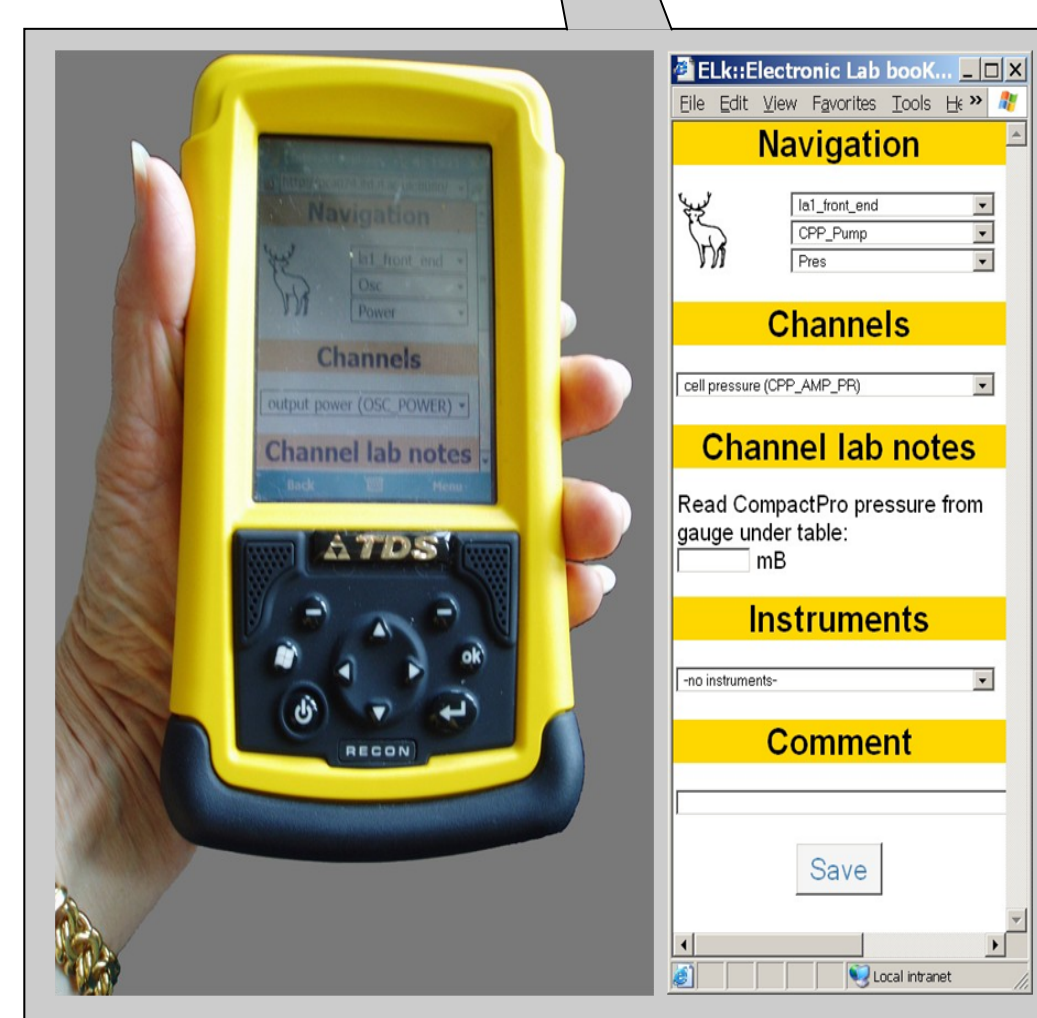 Navigation
la1_front_end
Osc
Power
Channels
output power (OSC_POWER)
Channel lab notes
Back
Menu
TDS
ok
RECON
ELk::Electronic Lab booK...
File Edit View Favorites Tools He »
Navigation
la1_front_end
CPP_Pump
Pres
Channels
cell pressure (CPP_AMP_PR)
Channel lab notes
Read CompactPro pressure from
gauge under table:
mB
Instruments
-no instruments-
Comment
Save
Local intranet